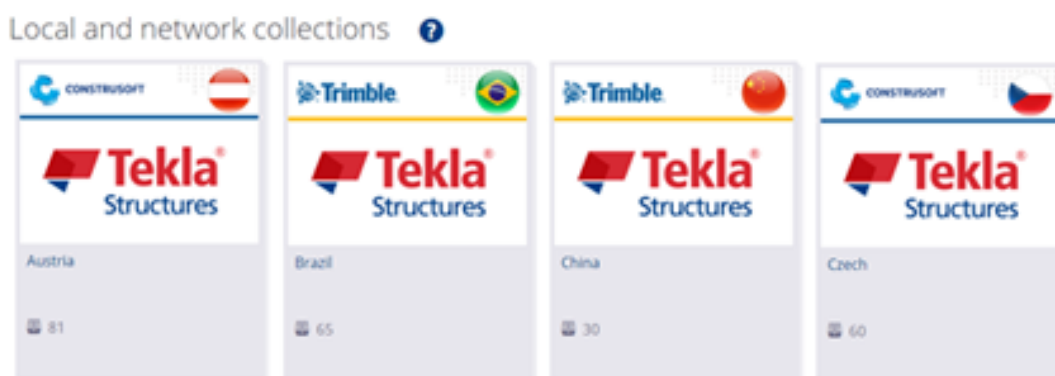 Local and network collections ?
CONSTRUSOFT
Tekla®
Structures
Austria
81
Trimble.
Tekla®
Structures
Brazil
65
Trimble.
Tekla®
Structures
China
30
CONSTRUSOFT
Tekla®
Structures
Czech
60